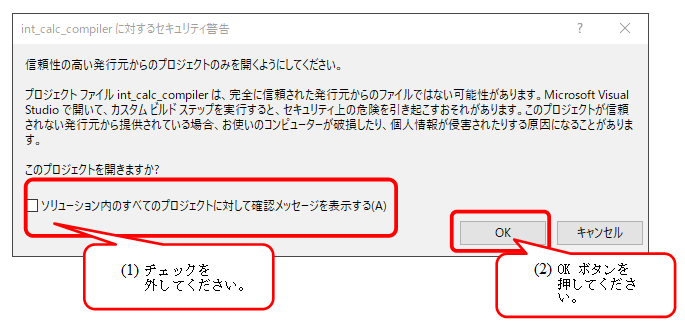 int_calc_compiler に対するセキュリティ警告
信頼性の高い発行元からのプロジェクトのみを開くようにしてください。
プロジェクト ファイル int_calc_compiler は、完全に信頼された発行元からのファイルではない可能性があります。Microsoft Visual
Studio で開いて、カスタム ビルド ステップを実行すると、セキュリティ上の危険を引き起こすおそれがあります。このプロジェクトが信頼
されない発行元から提供されている場合、お使いのコンピューターが破損したり、個人情報が侵害されたりする原因になることがありま
す。
このプロジェクトを開きますか?
ソリューション内のすべてのプロジェクトに対して確認メッセージを表示する(A)
OK
キャンセル
(1) チェックを
外してください。
(2) OK ボタンを
押してくださ
い。